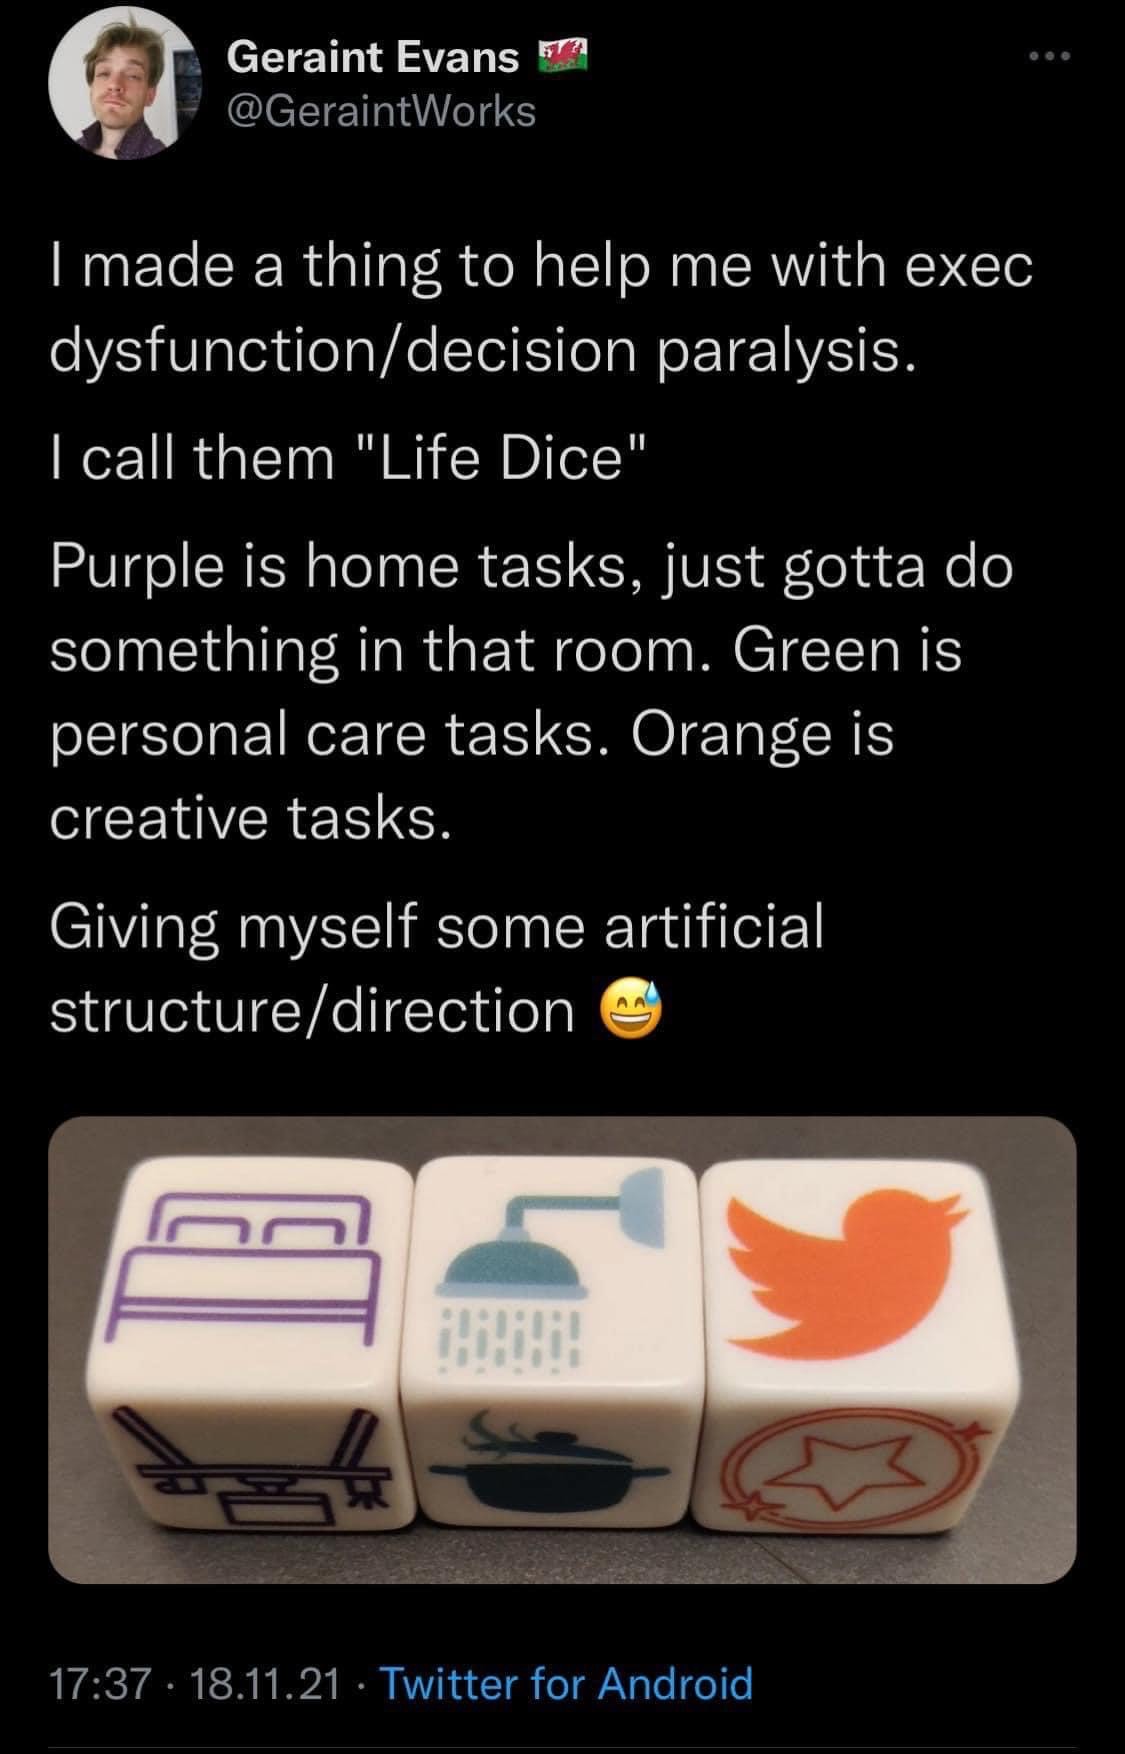 Geraint Evans 🏴󠁧󠁢󠁷󠁬󠁳󠁿
@GeraintWorks
I made a thing to help me with exec
dysfunction/decision paralysis.
I call them "Life Dice"
Purple is home tasks, just gotta do
something in that room. Green is
personal care tasks. Orange is
creative tasks.
Giving myself some artificial
structure/direction 😅
17:37 · 18.11.21 · Twitter for Android